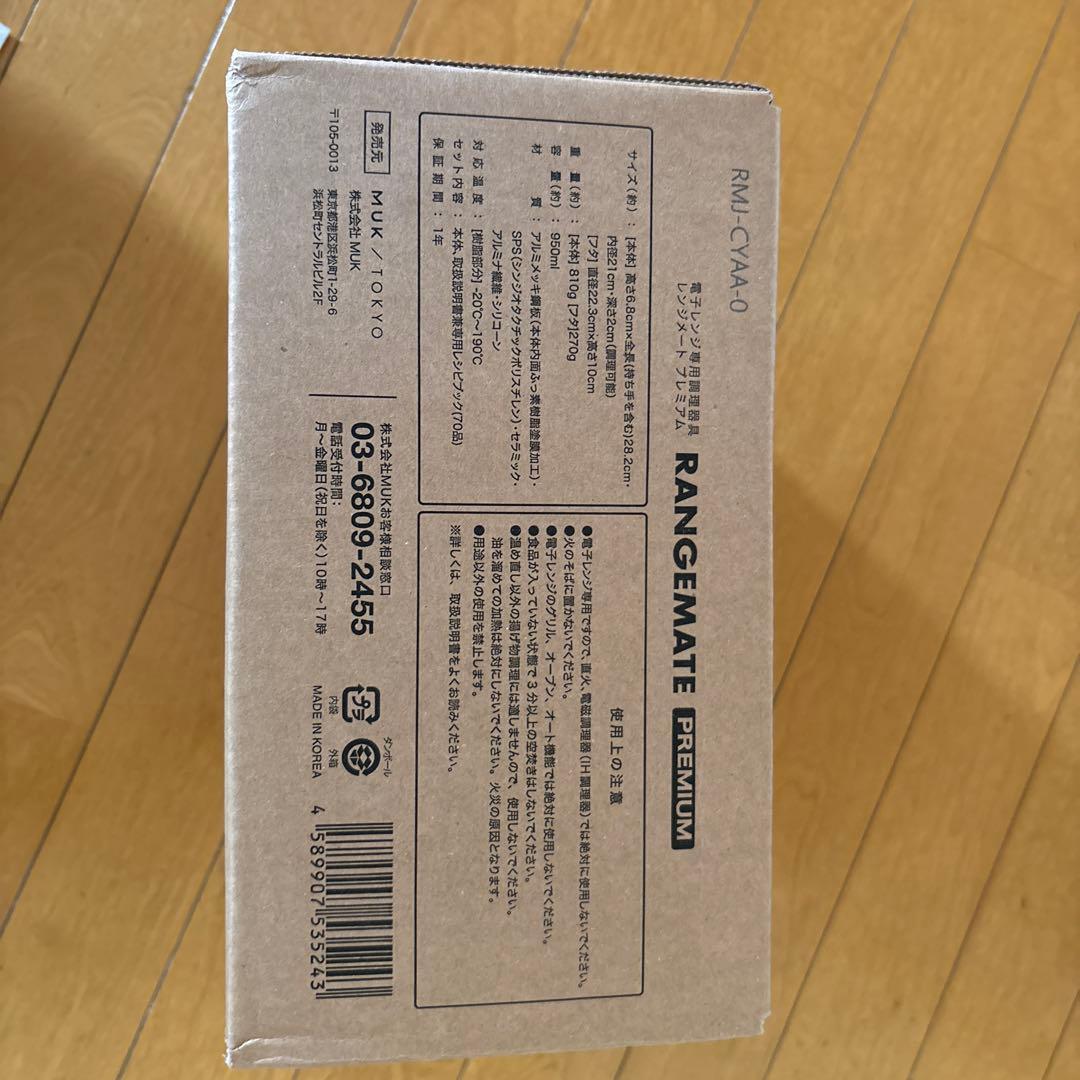 RMJ-CYAA-0
電子レンジ専用調理器具
レンジメート プレミアム
RANGEMATE PREMIUM
サイズ(約)：[本体] 高さ6.8cm×全長(持ち手を含む)28.2cm・
内径21cm・深さ2cm(調理可能)
[フタ] 直径22.3cm×高さ10cm
重量(約)：[本体] 810g [フタ]270g
容量(約)：950ml
材質：アルミメッキ鋼板(本体内面ふっ素樹脂塗膜加工)・
SPS(シンジオタクチックポリスチレン)・セラミック・
アルミナ繊維・シリコーン
対応温度：[樹脂部分] -20℃〜190℃
セット内容：本体、取扱説明書兼専用レシピブック(70品)
保証期間：1年
使用上の注意
●電子レンジ専用ですので、直火、電磁調理器(IH調理器)では絶対に使用しないでください。
●火のそばに置かないでください。
●電子レンジのグリル、オーブン、オート機能では絶対に使用しないでください。
●食品が入っていない状態で3分以上の空焚きはしないでください。
●温め直し以外の揚げ物調理には適しませんので、使用しないでください。
油を溜めての加熱は絶対にしないでください。火災の原因となります。
●用途以外の使用を禁止します。
※詳しくは、取扱説明書をよくお読みください。
発売元
MUK / TOKYO
株式会社 MUK
〒105-0013 東京都港区浜松町1-29-6
浜松町セントラルビル2F
株式会社MUKお客様相談窓口
03-6809-2455
電話受付時間：
月〜金曜日(祝日を除く)10時〜17時
プラ
内袋
ダンボール
外箱
MADE IN KOREA
4 589907 535243